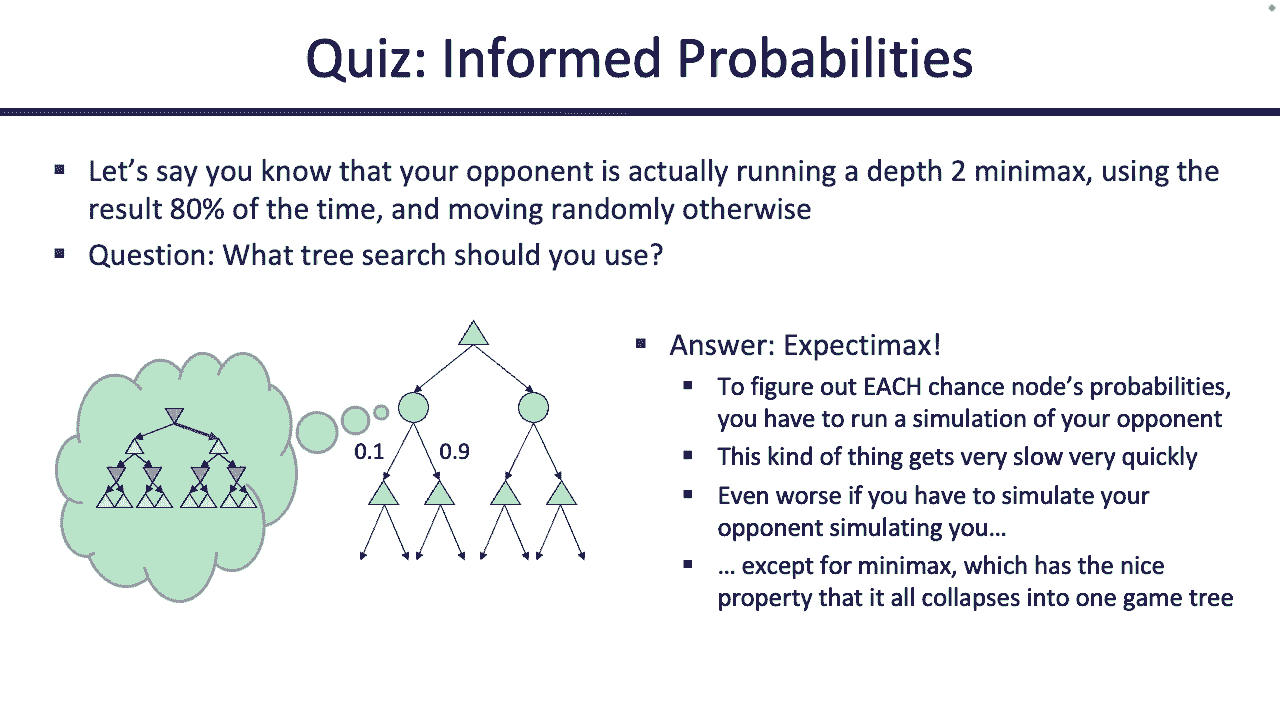 Quiz: Informed Probabilities
▪ Let’s say you know that your opponent is actually running a depth 2 minimax, using the
result 80% of the time, and moving randomly otherwise
▪ Question: What tree search should you use?
▪ Answer: Expectimax!
▪ To figure out EACH chance node’s probabilities,
you have to run a simulation of your opponent
▪ This kind of thing gets very slow very quickly
▪ Even worse if you have to simulate your
opponent simulating you…
▪ … except for minimax, which has the nice
property that it all collapses into one game tree
0.1 0.9